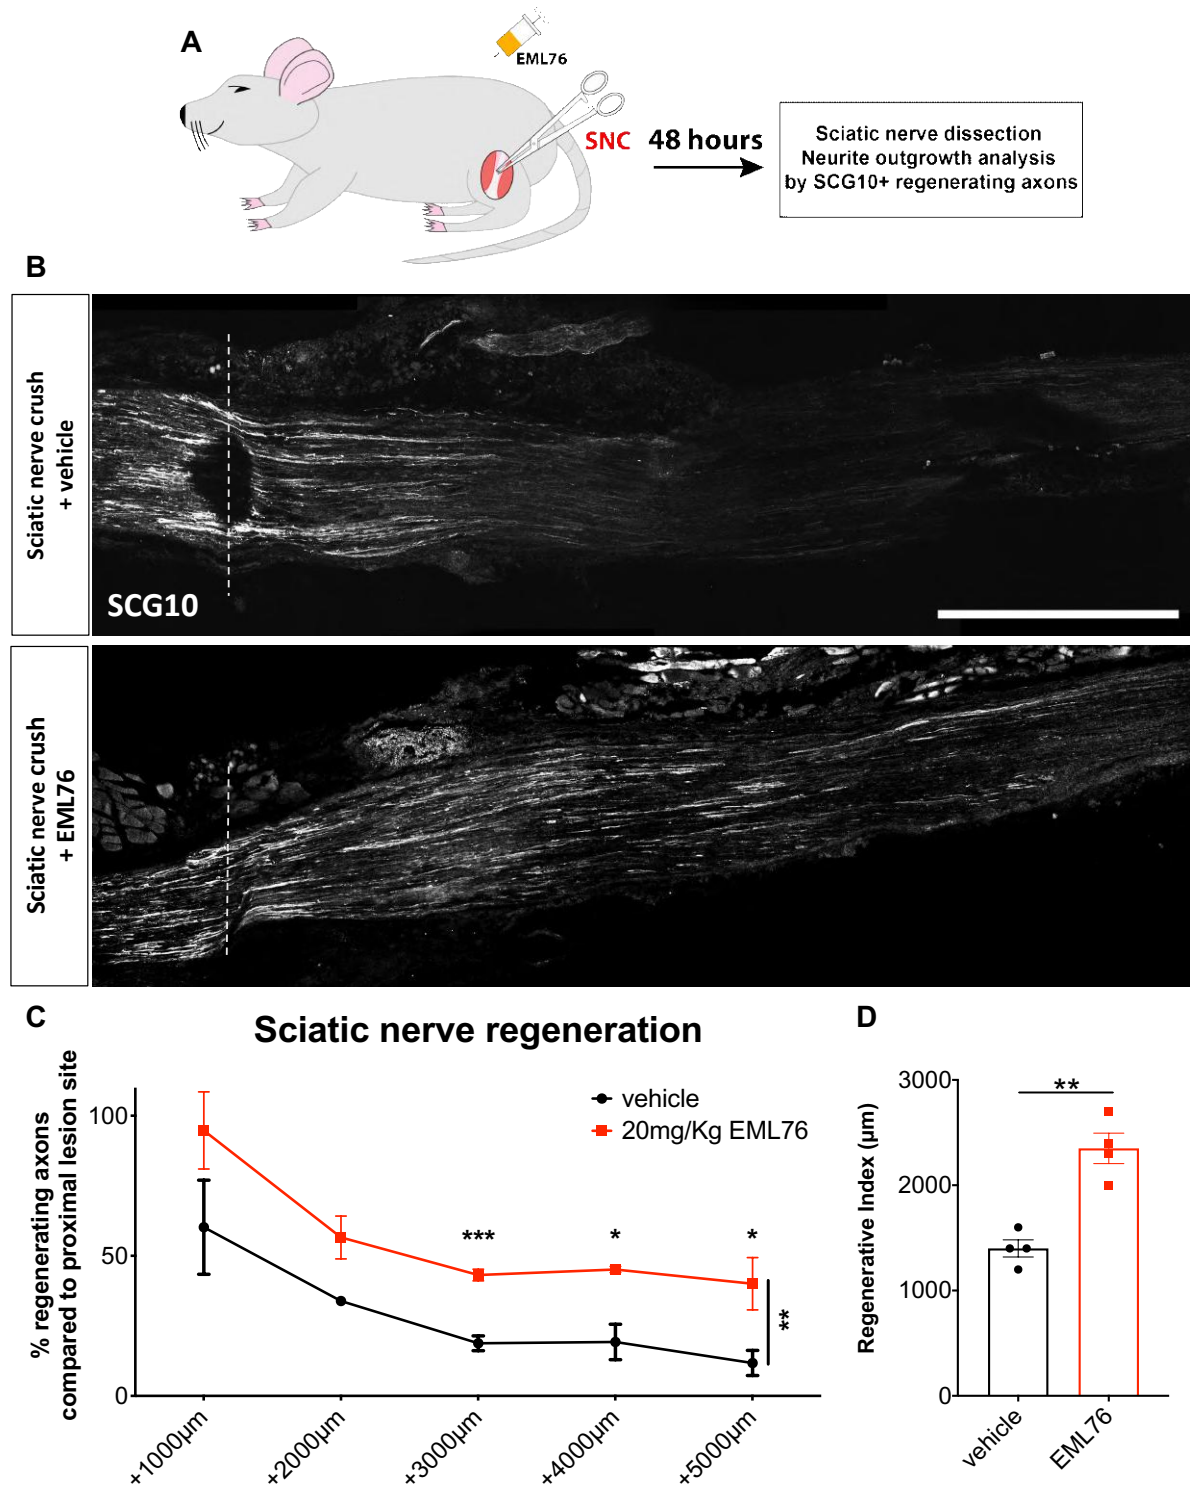 A
EML76
SNC
48 hours
Sciatic nerve dissection
Neurite outgrowth analysis
by SCG10+ regenerating axons
B
Sciatic nerve crush
+ vehicle
SCG10
Sciatic nerve crush
+ EML76
C
Sciatic nerve regeneration
% regenerating axons
compared to proximal lesion site
100
50
0
vehicle
20mg/Kg EML76
***
*
*
**
+1000µm
+2000µm
+3000µm
+4000µm
+5000µm
D
Regenerative Index (µm)
3000
2000
1000
0
**
vehicle
EML76